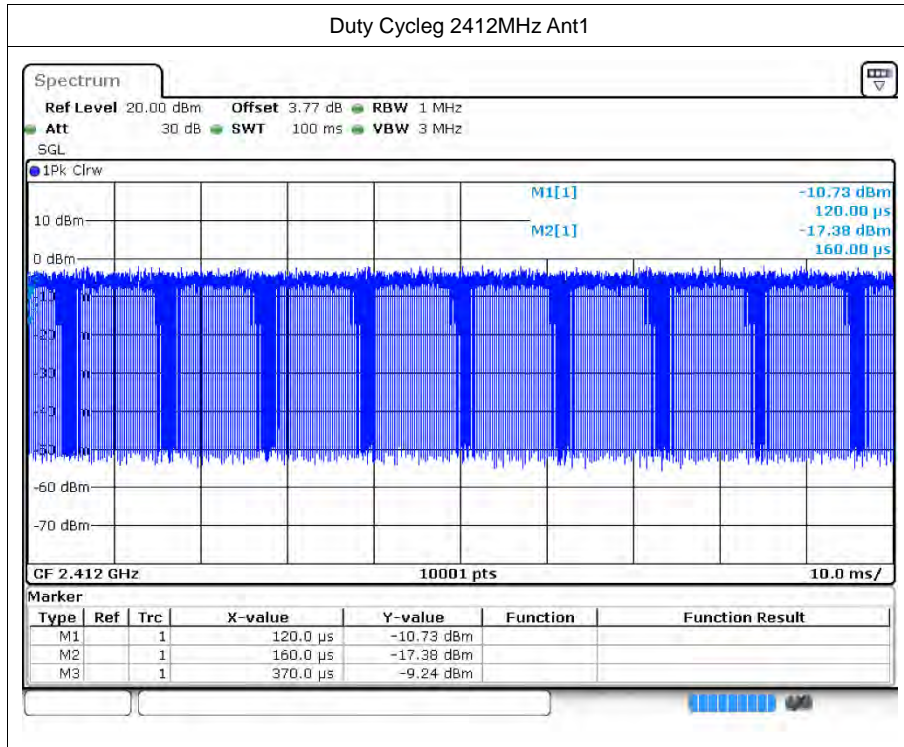 Duty Cycleg 2412MHz Ant1
Spectrum
Ref Level 20.00 dBm Offset 3.77 dB RBW 1 MHz
Att 30 dB SWT 100 ms VBW 3 MHz
SGL
1Pk Clrw
M1[1] -10.73 dBm
120.00 µs
10 dBm
M2[1] -17.38 dBm
160.00 µs
0 dBm
-10
-20
-30
-50
-60 dBm
-70 dBm
CF 2.412 GHz 10001 pts 10.0 ms/
Marker
Type Ref Trc X-value Y-value Function Function Result
M1 1 120.0 µs -10.73 dBm
M2 1 160.0 µs -17.38 dBm
M3 1 370.0 µs -9.24 dBm